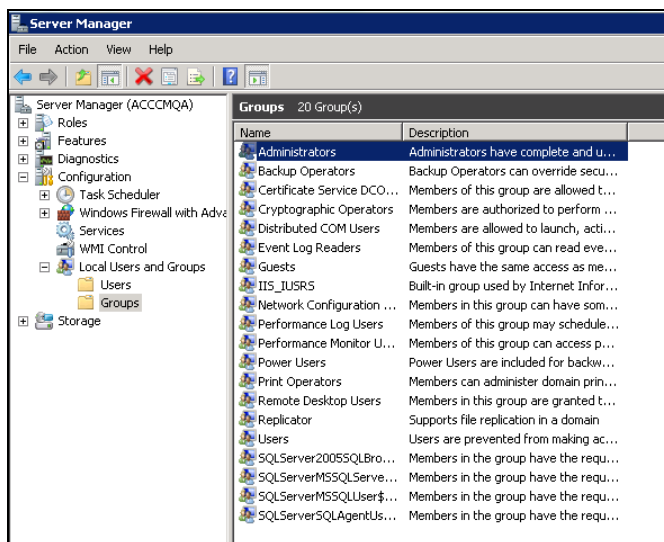 Server Manager
File Action View Help
Server Manager (ACCCMQA)
Roles
Features
Diagnostics
Configuration
Task Scheduler
Windows Firewall with Adva
Services
WMI Control
Local Users and Groups
Users
Groups
Storage
Groups 20 Group(s)
Name Description
Administrators Administrators have complete and u...
Backup Operators Backup Operators can override secu...
Certificate Service DCO... Members of this group are allowed t...
Cryptographic Operators Members are authorized to perform ...
Distributed COM Users Members are allowed to launch, acti...
Event Log Readers Members of this group can read eve...
Guests Guests have the same access as me...
IIS_IUSRS Built-in group used by Internet Infor...
Network Configuration ... Members in this group can have som...
Performance Log Users Members of this group may schedule...
Performance Monitor U... Members of this group can access p...
Power Users Power Users are included for backw...
Print Operators Members can administer domain prin...
Remote Desktop Users Members in this group are granted t...
Replicator Supports file replication in a domain
Users Users are prevented from making ac...
SQLServer2005SQLBro... Members in the group have the requ...
SQLServerMSSQLServe... Members in the group have the requ...
SQLServerMSSQLUser$... Members in the group have the requ...
SQLServerSQLAgentUs... Members in the group have the requ...